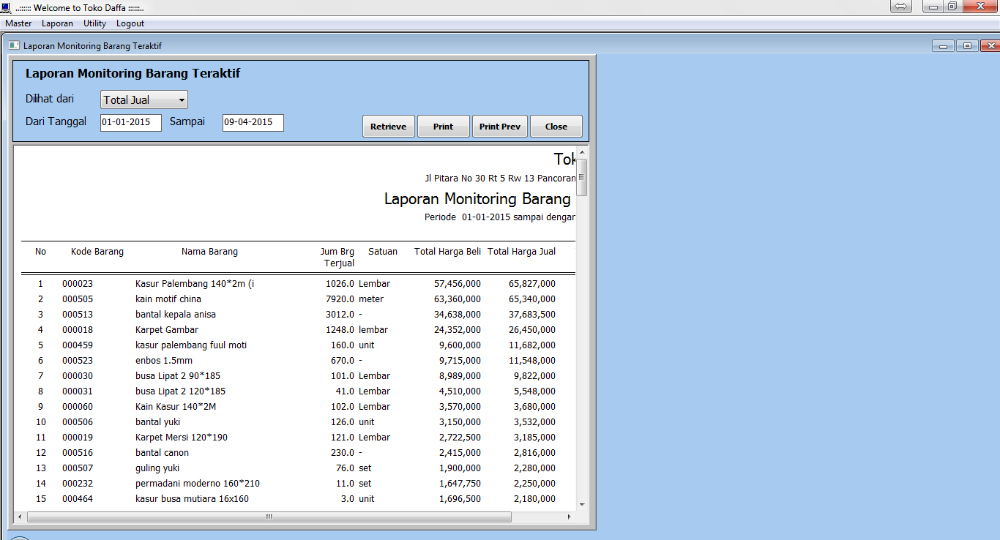 ..:::::: Welcome to Toko Daffa ::::::..
Master Laporan Utility Logout
Laporan Monitoring Barang Teraktif
Laporan Monitoring Barang Teraktif
Dilihat dari Total Jual
Dari Tanggal 01-01-2015 Sampai 09-04-2015
Retrieve Print Print Prev Close
Tok
Jl Pitara No 30 Rt 5 Rw 13 Pancoran
Laporan Monitoring Barang
Periode 01-01-2015 sampai dengan
No Kode Barang Nama Barang Jum Brg Satuan Total Harga Beli Total Harga Jual
Terjual
1 000023 Kasur Palembang 140*2m (i 1026.0 Lembar 57,456,000 65,827,000
2 000505 kain motif china 7920.0 meter 63,360,000 65,340,000
3 000513 bantal kepala anisa 3012.0 - 34,638,000 37,683,500
4 000018 Karpet Gambar 1248.0 lembar 24,352,000 26,450,000
5 000459 kasur palembang fuul moti 160.0 unit 9,600,000 11,682,000
6 000523 enbos 1.5mm 670.0 - 9,715,000 11,548,000
7 000030 busa Lipat 2 90*185 101.0 Lembar 8,989,000 9,822,000
8 000031 busa Lipat 2 120*185 41.0 Lembar 4,510,000 5,548,000
9 000060 Kain Kasur 140*2M 102.0 Lembar 3,570,000 3,680,000
10 000506 bantal yuki 126.0 unit 3,150,000 3,532,000
11 000019 Karpet Mersi 120*190 121.0 Lembar 2,722,500 3,185,000
12 000516 bantal canon 230.0 - 2,415,000 2,816,000
13 000507 guling yuki 76.0 set 1,900,000 2,280,000
14 000232 permadani moderno 160*210 11.0 set 1,647,750 2,250,000
15 000464 kasur busa mutiara 16x160 3.0 unit 1,696,500 2,180,000